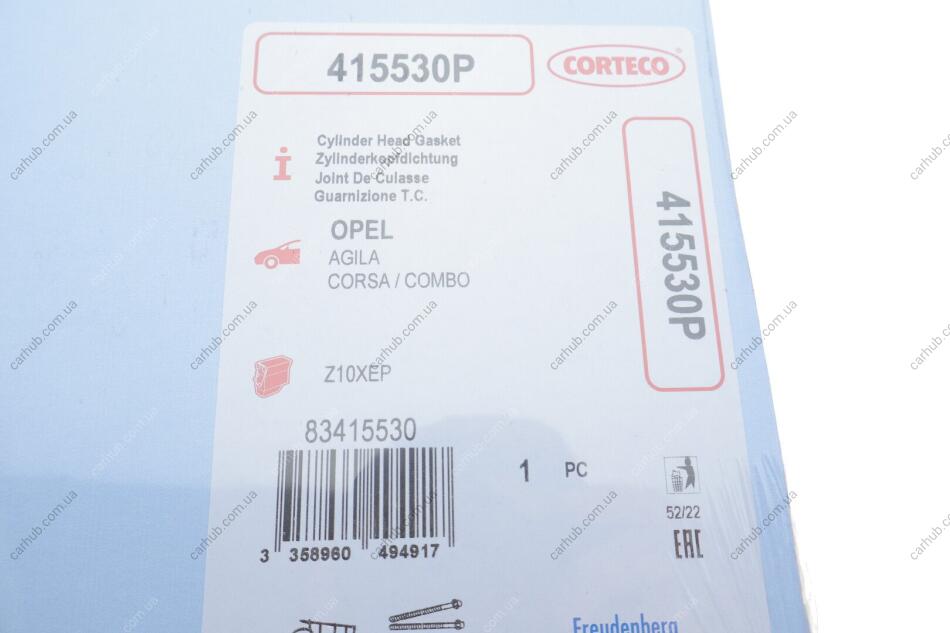 415530P
CORTECO
Cylinder Head Gasket
Zylinderkopfdichtung
Joint De Culasse
Guarnizione T.C.
415530P
OPEL
AGILA
CORSA / COMBO
Z10XEP
83415530
1 PC
52/22
EAC
3 358960 494917
Freudenberg
carhub.com.ua